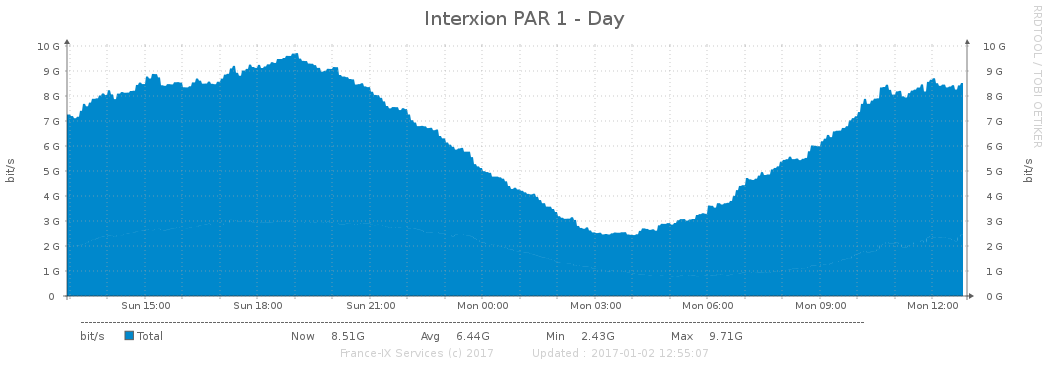 Interxion PAR 1 - Day
RRDTOOL / TOBI OETIKER
bit/s
10 G
9 G
8 G
7 G
6 G
5 G
4 G
3 G
2 G
1 G
0
10 G
9 G
8 G
7 G
6 G
5 G
4 G
3 G
2 G
1 G
0 G
bit/s
Sun 15:00 Sun 18:00 Sun 21:00 Mon 00:00 Mon 03:00 Mon 06:00 Mon 09:00 Mon 12:00
bit/s Total Now 8.51G Avg 6.44G Min 2.43G Max 9.71G
France-IX Services (c) 2017 Updated : 2017-01-02 12:55:07